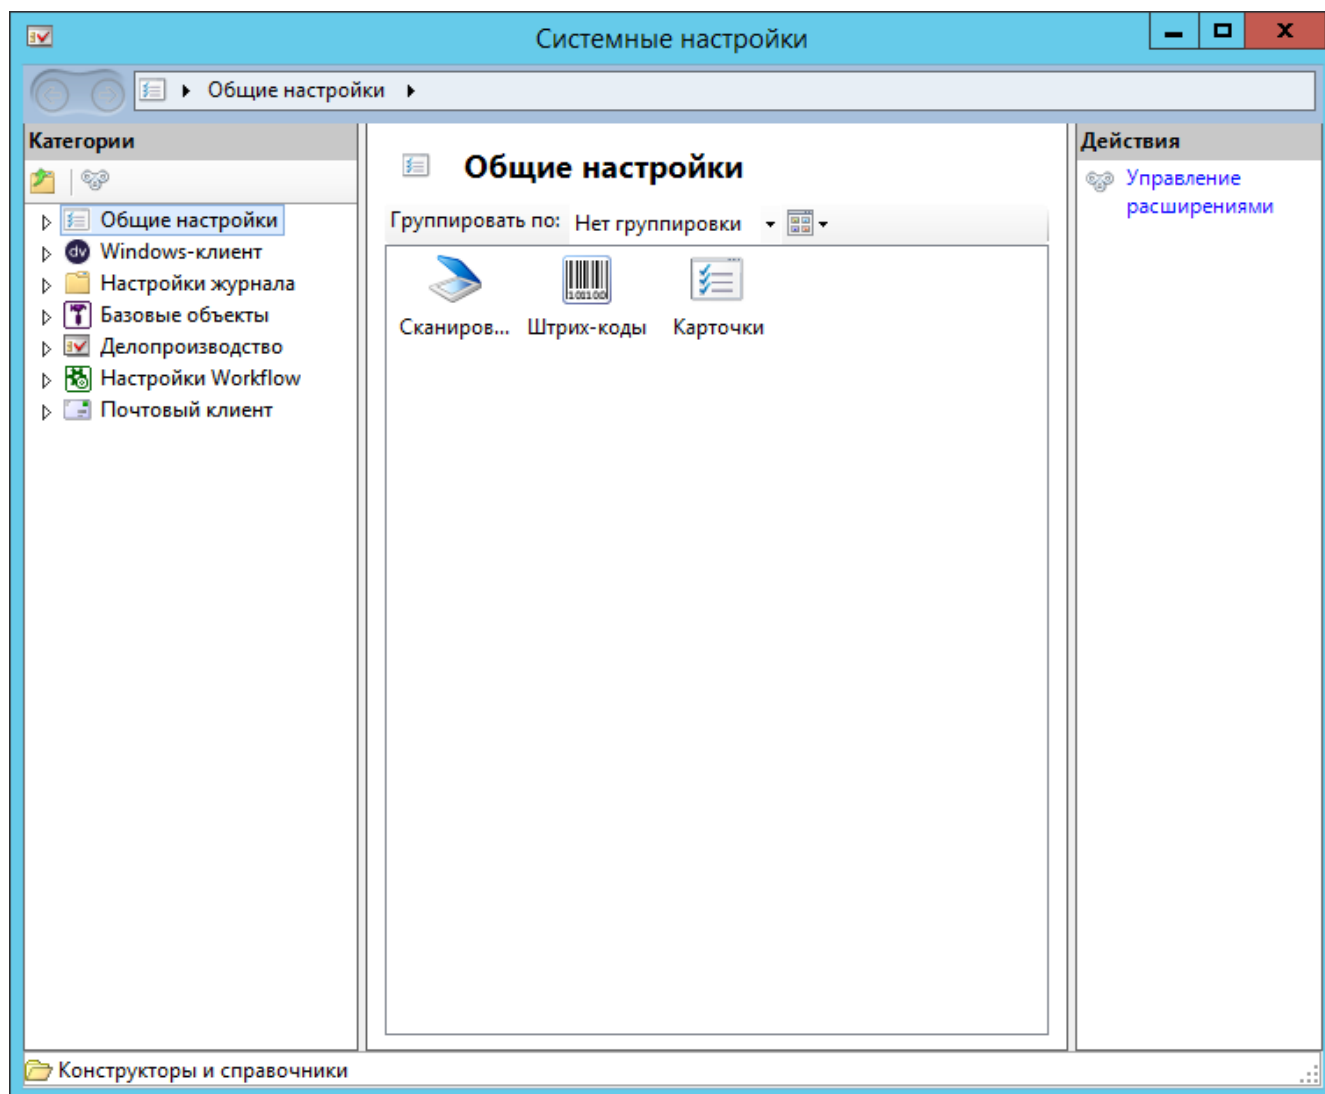 Системные настройки
Общие настройки
Категории
Общие настройки
Windows-клиент
Настройки журнала
Базовые объекты
Делопроизводство
Настройки Workflow
Почтовый клиент
Общие настройки
Группировать по: Нет группировки
Сканиров... Штрих-коды Карточки
Действия
Управление
расширениями
Конструкторы и справочники